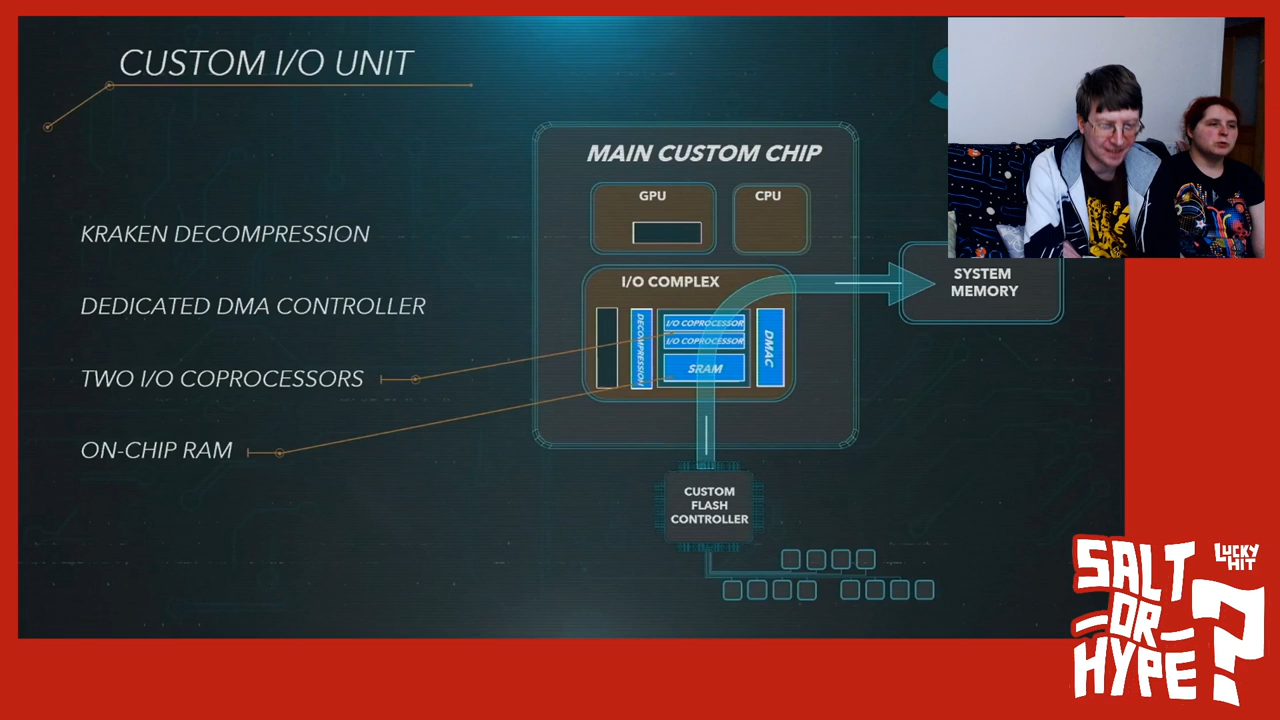 CUSTOM I/O UNIT
MAIN CUSTOM CHIP
GPU
CPU
KRAKEN DECOMPRESSION
I/O COMPLEX
SYSTEM
MEMORY
DEDICATED DMA CONTROLLER
DECOMPRESSION
I/O COPROCESSOR
I/O COPROCESSOR
SRAM
DMAC
TWO I/O COPROCESSORS
ON-CHIP RAM
CUSTOM
FLASH
CONTROLLER
SALT
OR
HYPE
?
LUCKY
HIT